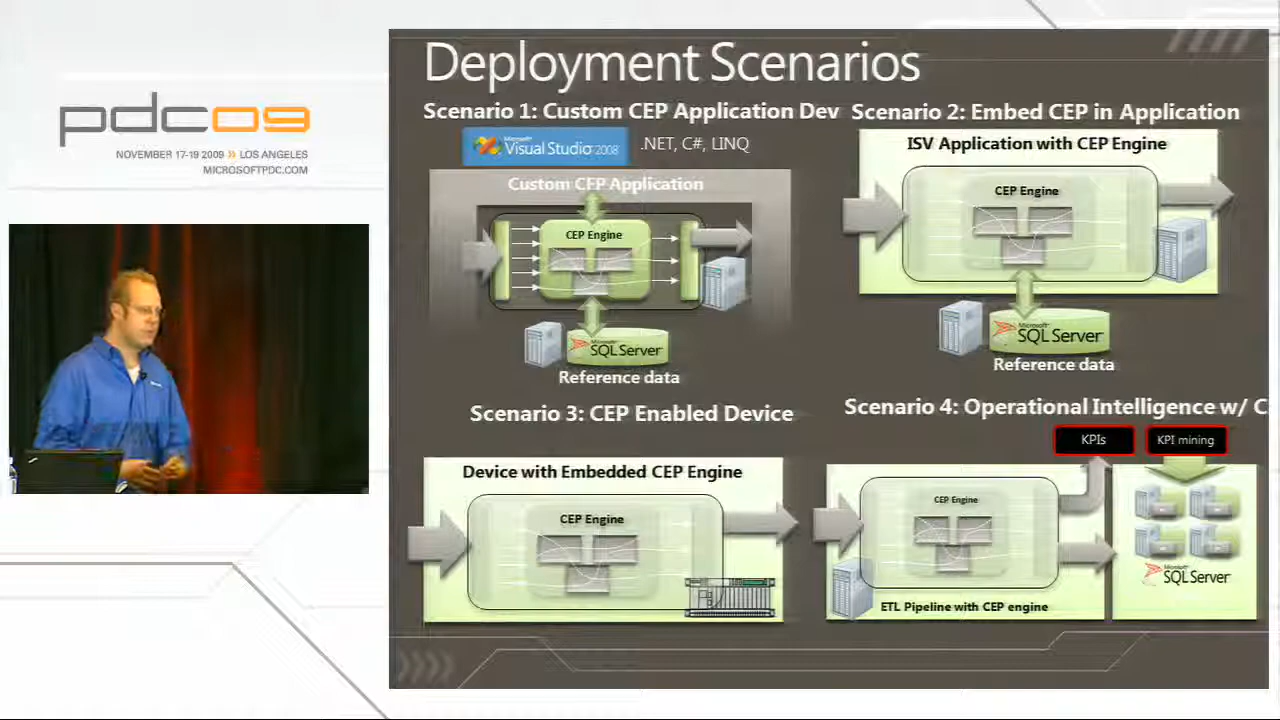 pdc09
NOVEMBER 17-19 2009 » LOS ANGELES
MICROSOFTPDC.COM
Deployment Scenarios
Scenario 1: Custom CEP Application Dev
Microsoft
Visual Studio 2008
.NET, C#, LINQ
Custom CEP Application
CEP Engine
Microsoft
SQL Server
Reference data
Scenario 2: Embed CEP in Application
ISV Application with CEP Engine
CEP Engine
Microsoft
SQL Server
Reference data
Scenario 3: CEP Enabled Device
Device with Embedded CEP Engine
CEP Engine
Scenario 4: Operational Intelligence w/ C
KPIs
KPI mining
CEP Engine
ETL Pipeline with CEP engine
Microsoft
SQL Server